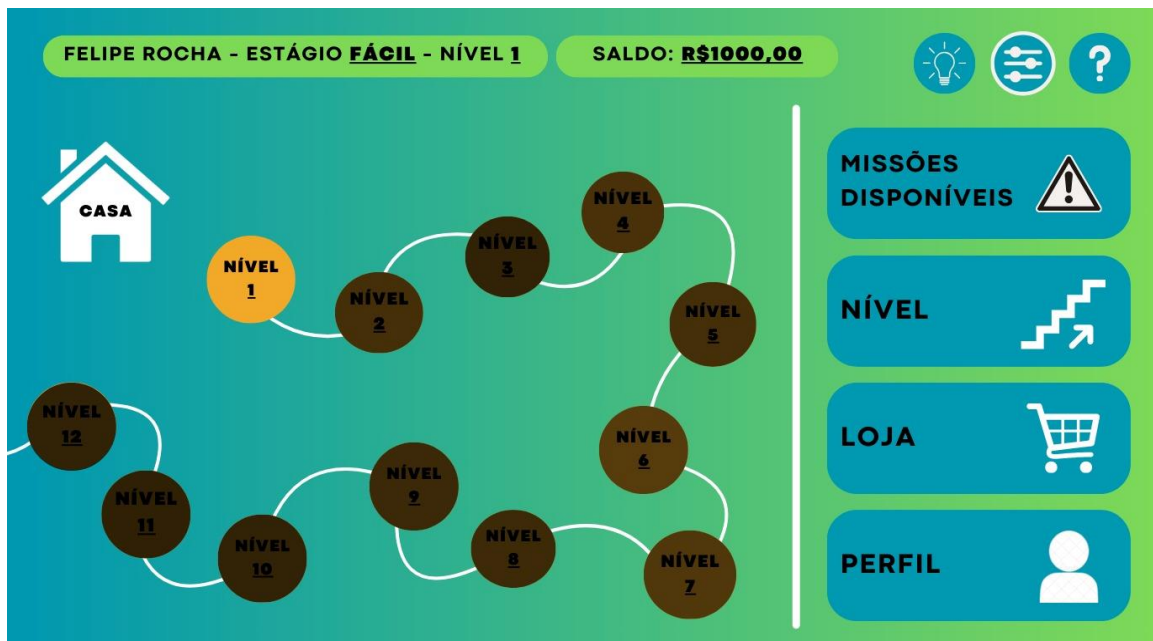 FELIPE ROCHA - ESTÁGIO FÁCIL - NÍVEL 1
SALDO: R$1000,00
?
CASA
NÍVEL
1
NÍVEL
2
NÍVEL
3
NÍVEL
4
NÍVEL
5
NÍVEL
6
NÍVEL
7
NÍVEL
8
NÍVEL
9
NÍVEL
10
NÍVEL
11
NÍVEL
12
MISSÕES
DISPONÍVEIS
!
NÍVEL
LOJA
PERFIL